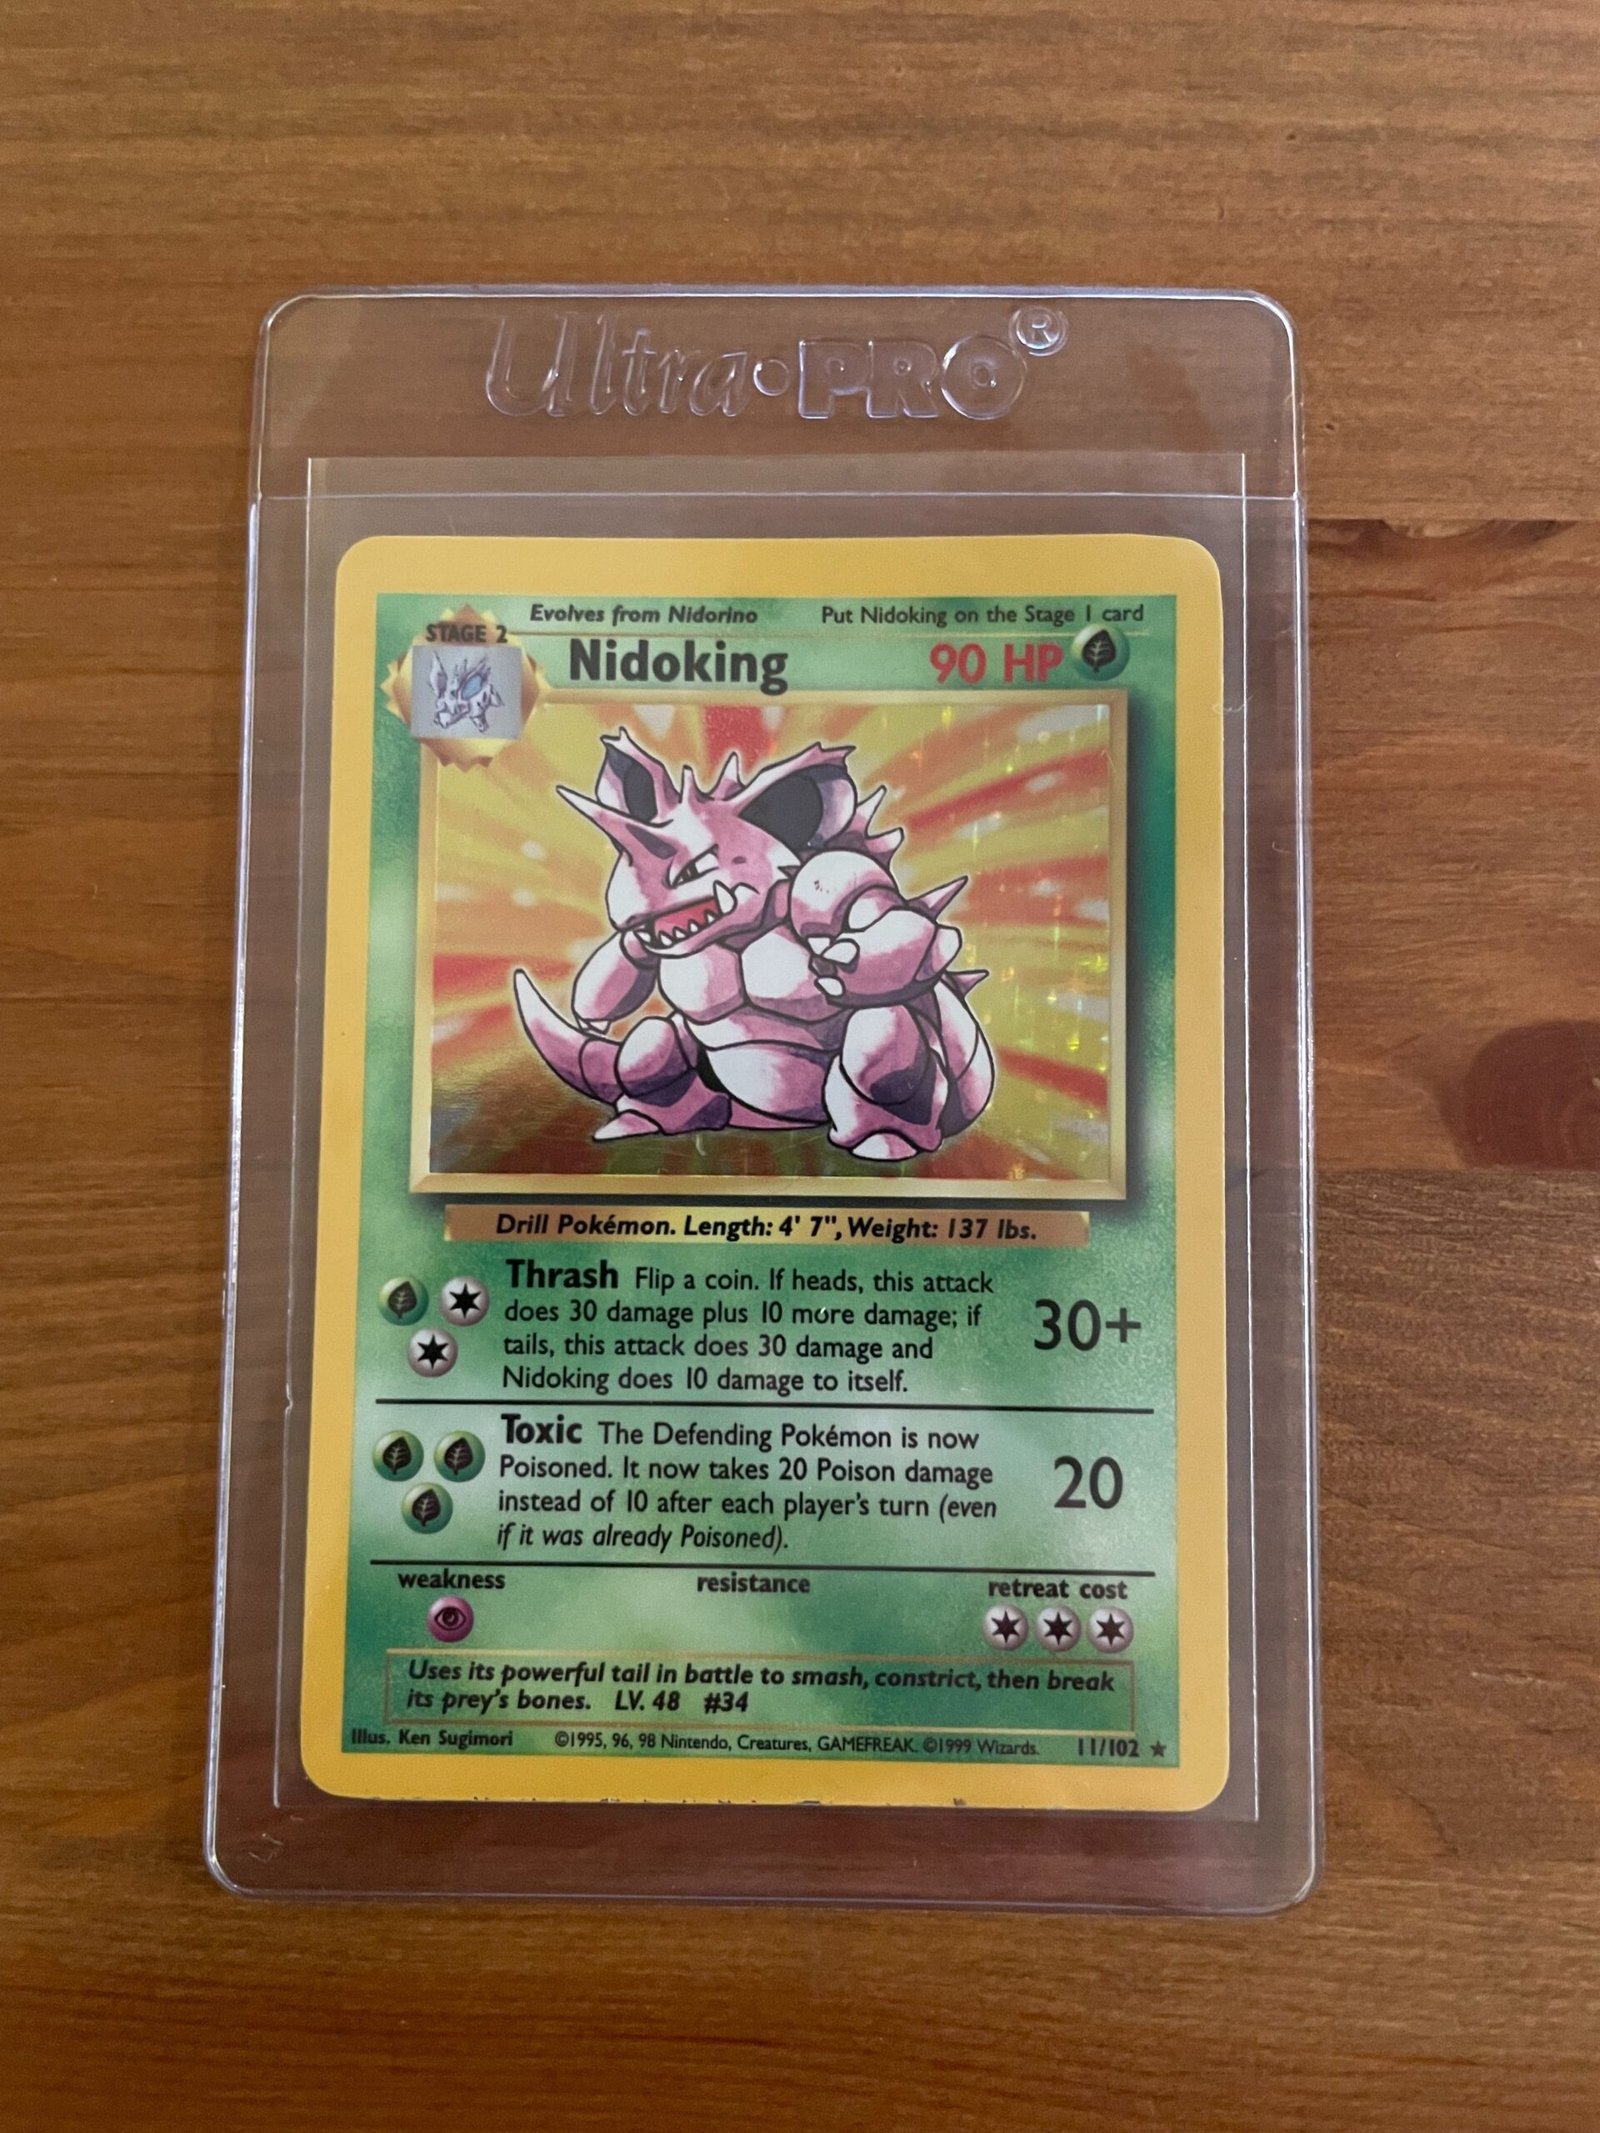 Ultra•PRO®
Evolves from Nidorino Put Nidoking on the Stage 1 card
STAGE 2
Nidoking 90 HP
Drill Pokémon. Length: 4' 7", Weight: 137 lbs.
Thrash Flip a coin. If heads, this attack
does 30 damage plus 10 more damage; if
tails, this attack does 30 damage and
Nidoking does 10 damage to itself.
30+
Toxic The Defending Pokémon is now
Poisoned. It now takes 20 Poison damage
instead of 10 after each player's turn (even
if it was already Poisoned).
20
weakness resistance retreat cost
Uses its powerful tail in battle to smash, constrict, then break
its prey's bones. LV. 48 #34
Illus. Ken Sugimori ©1995, 96, 98 Nintendo, Creatures, GAMEFREAK. ©1999 Wizards. 11/102 ★